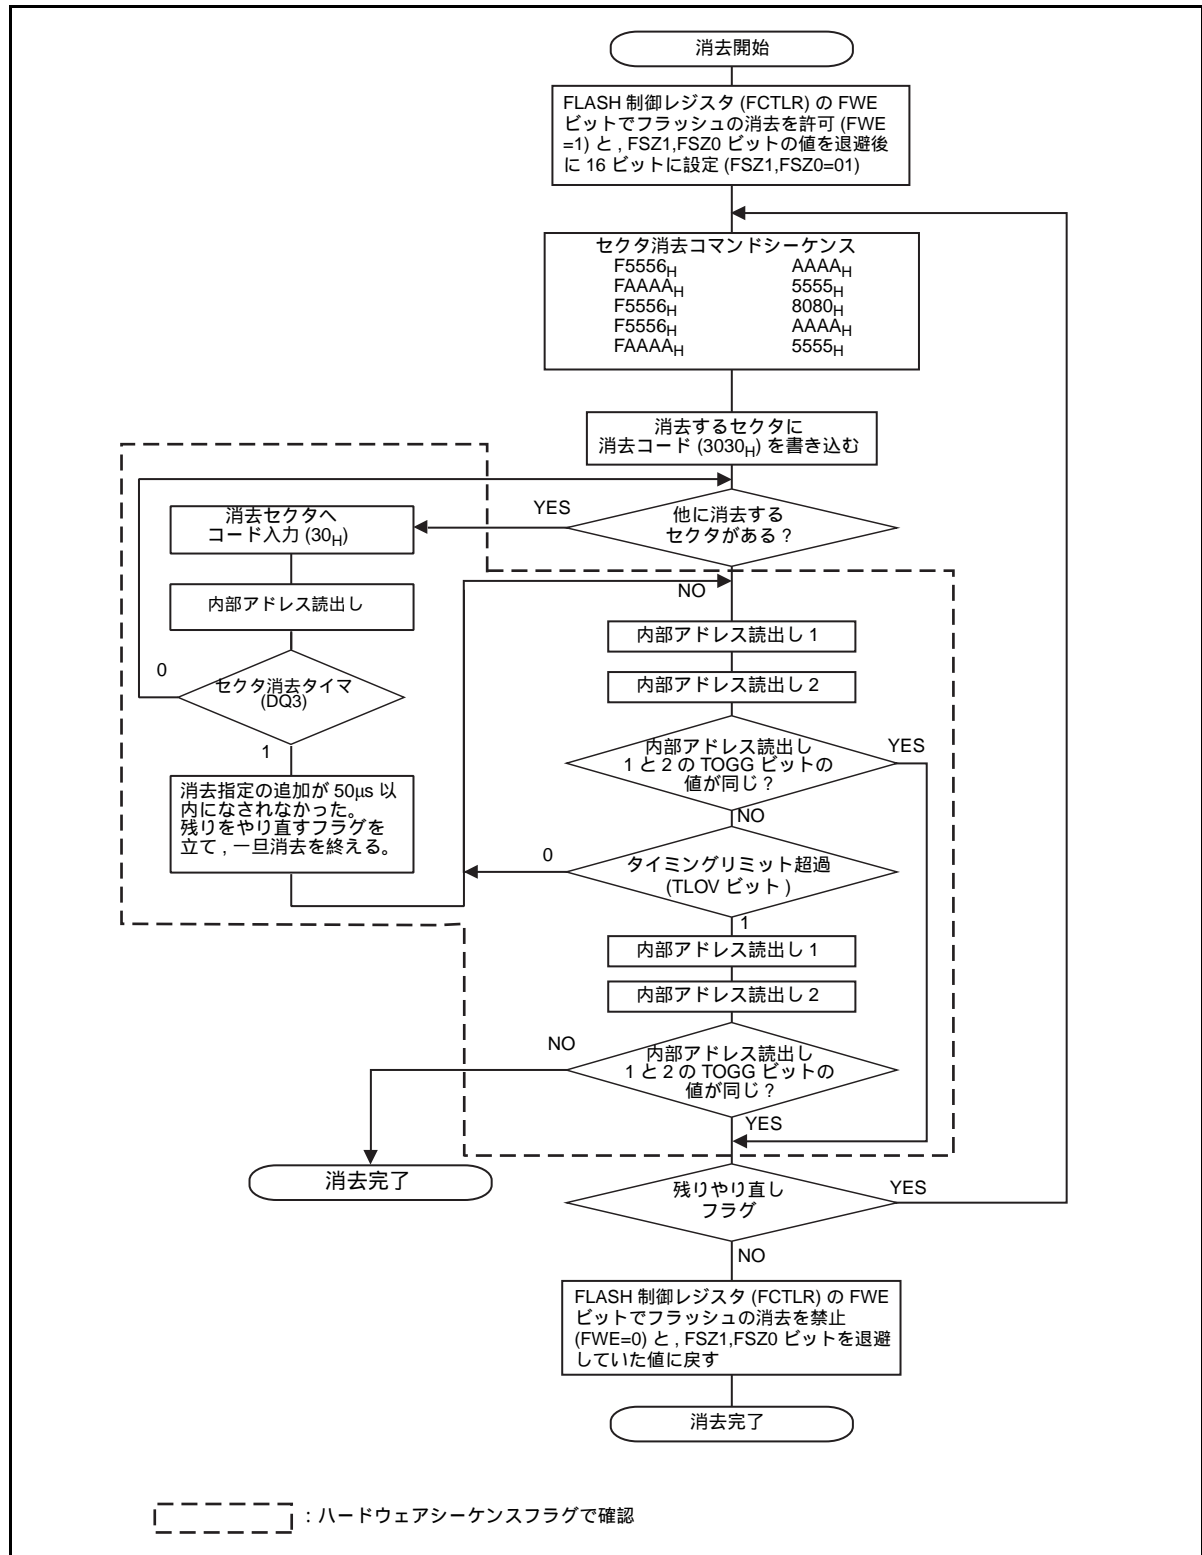 消去開始
FLASH 制御レジスタ (FCTLR) の FWE
ビットでフラッシュの消去を許可 (FWE
=1) と , FSZ1,FSZ0 ビットの値を退避後
に 16 ビットに設定 (FSZ1,FSZ0=01)
セクタ消去コマンドシーケンス
F5556H AAAAH
FAAAAH 5555H
F5556H 8080H
F5556H AAAAH
FAAAAH 5555H
消去するセクタに
消去コード (3030H) を書き込む
他に消去する
セクタがある ?
YES
NO
消去セクタへ
コード入力 (30H)
内部アドレス読出し
セクタ消去タイマ
(DQ3)
0
1
消去指定の追加が 50μs 以
内になされなかった。
残りをやり直すフラグを
立て , 一旦消去を終える。
内部アドレス読出し 1
内部アドレス読出し 2
内部アドレス読出し
1 と 2 の TOGG ビットの
値が同じ ?
YES
NO
タイミングリミット超過
(TLOV ビット )
0
1
内部アドレス読出し 1
内部アドレス読出し 2
内部アドレス読出し
1 と 2 の TOGG ビットの
値が同じ ?
NO
YES
消去完了
残りやり直し
フラグ
YES
NO
FLASH 制御レジスタ (FCTLR) の FWE
ビットでフラッシュの消去を禁止
(FWE=0) と , FSZ1,FSZ0 ビットを退避
していた値に戻す
消去完了
: ハードウェアシーケンスフラグで確認